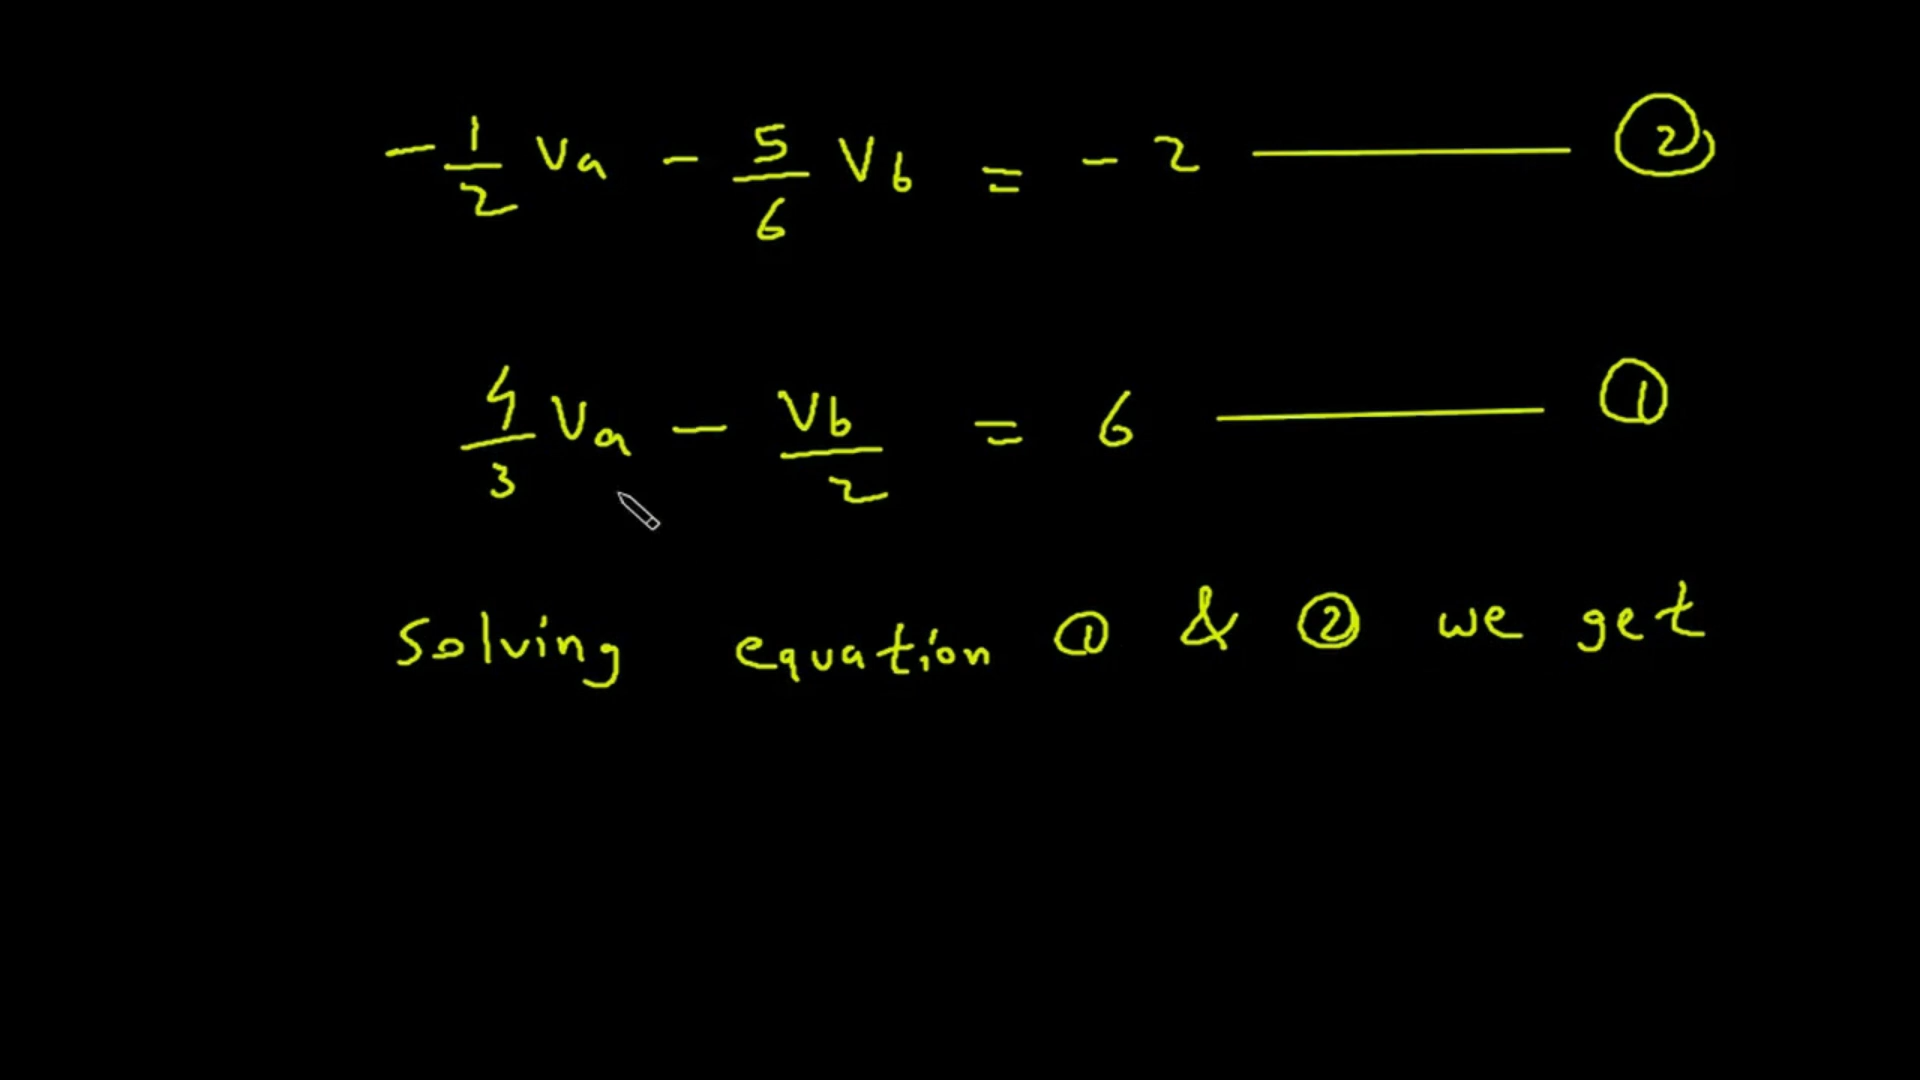 -1/2 Va - 5/6 Vb = -2 ——— ②
4/3 Va - Vb/2 = 6 ——— ①
Solving equation ① & ② we get